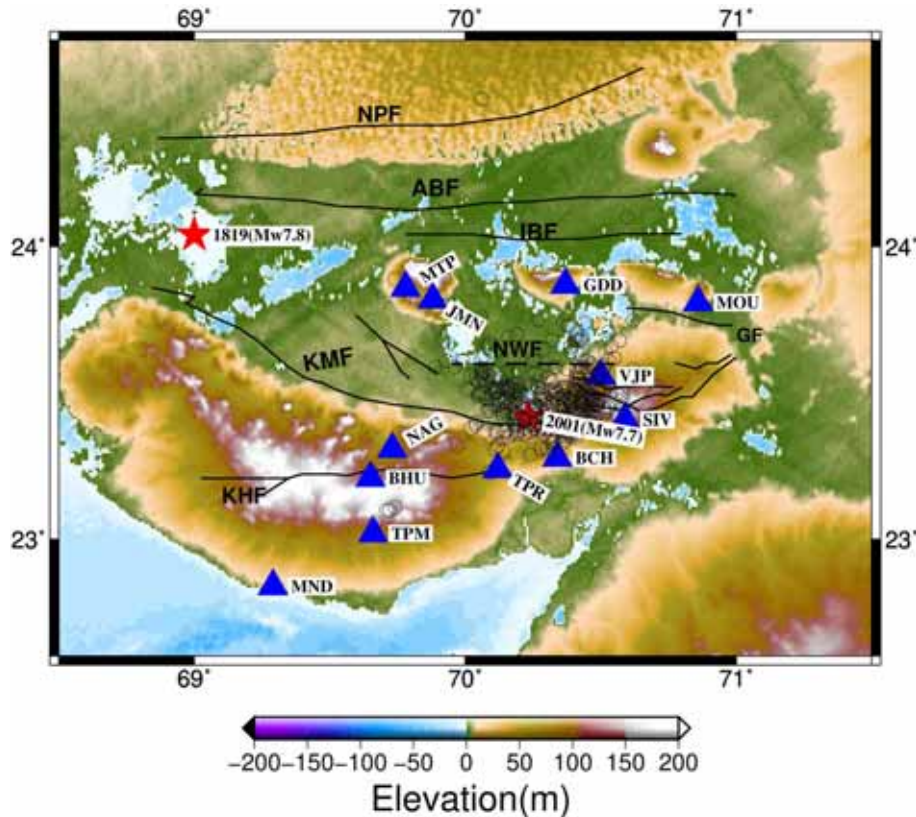 69° 70° 71°
NPF
ABF
1819(Mw7.8)
IBF
24° 24°
MTP
GDD
JMN
MOU
GF
KMF
NWF
VJP
SIV
2001(Mw7.7)
NAG
BCH
BHU
TPR
KHF
TPM
23° 23°
MND
69° 70° 71°
−200 −150 −100 −50 0 50 100 150 200
Elevation(m)